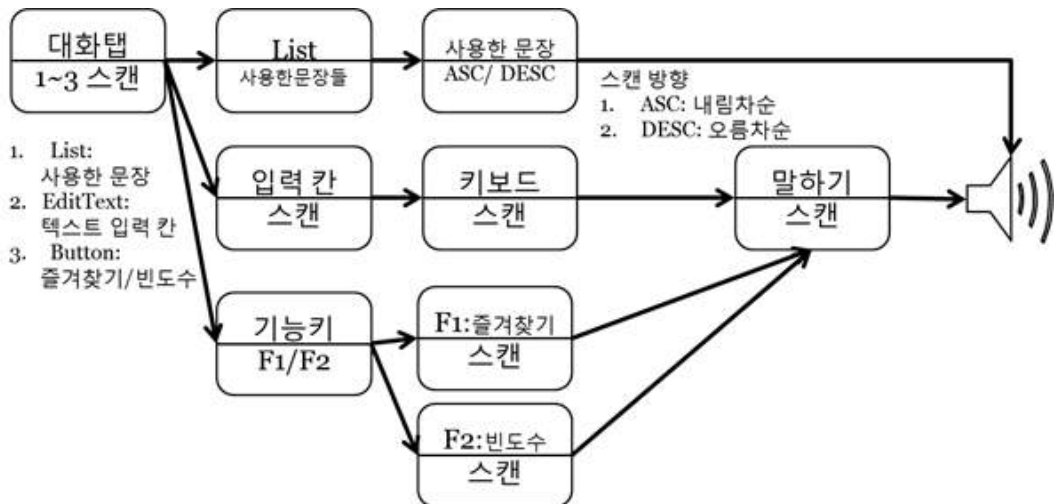 대화탭
1~3 스캔
List
사용한문장들
사용한 문장
ASC/ DESC
스캔 방향
1. ASC: 내림차순
2. DESC: 오름차순
1. List:
사용한 문장
2. EditText:
텍스트 입력 칸
3. Button:
즐겨찾기/빈도수
입력 칸
스캔
키보드
스캔
말하기
스캔
기능키
F1/F2
F1:즐겨찾기
스캔
F2:빈도수
스캔